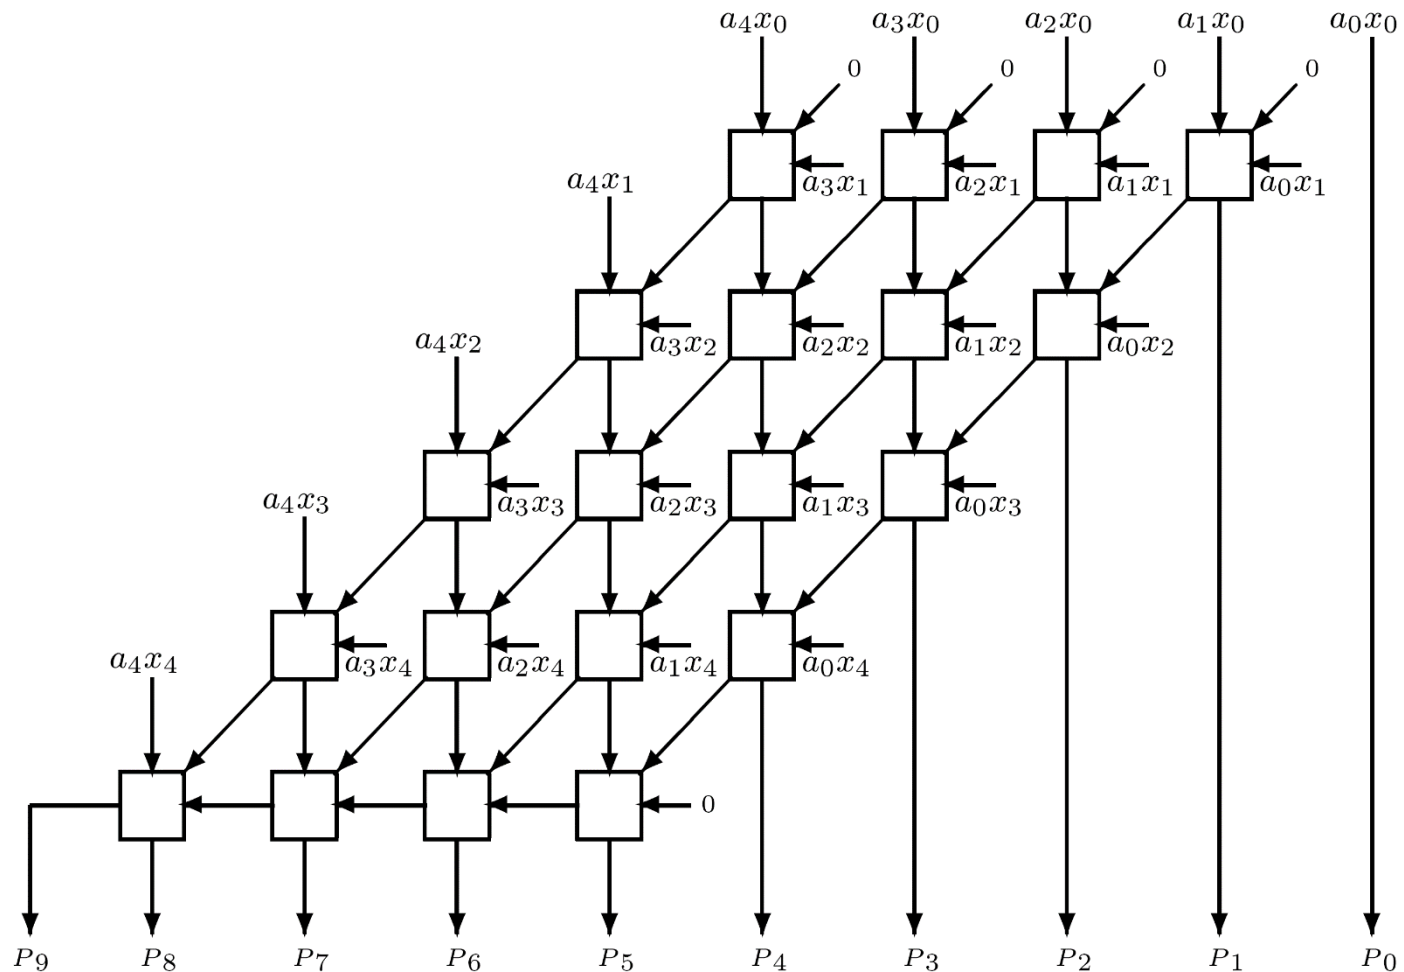 a₄x₀ a₃x₀ a₂x₀ a₁x₀ a₀x₀
0 0 0 0
a₄x₁ a₃x₁ a₂x₁ a₁x₁ a₀x₁
a₄x₂ a₃x₂ a₂x₂ a₁x₂ a₀x₂
a₄x₃ a₃x₃ a₂x₃ a₁x₃ a₀x₃
a₄x₄ a₃x₄ a₂x₄ a₁x₄ a₀x₄
0
P₉ P₈ P₇ P₆ P₅ P₄ P₃ P₂ P₁ P₀